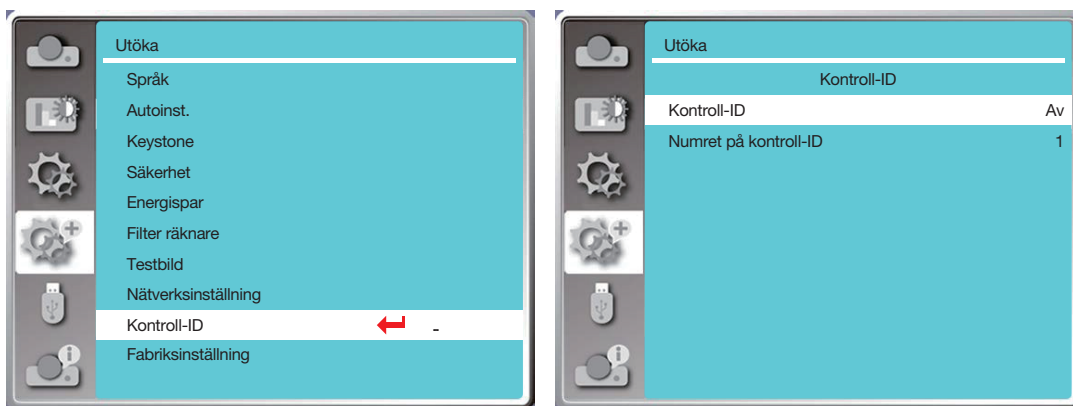 Utöka
Språk
Autoinst.
Keystone
Säkerhet
Energispar
Filter räknare
Testbild
Nätverksinställning
Kontroll-ID -
Fabriksinställning
Utöka
Kontroll-ID
Kontroll-ID Av
Numret på kontroll-ID 1